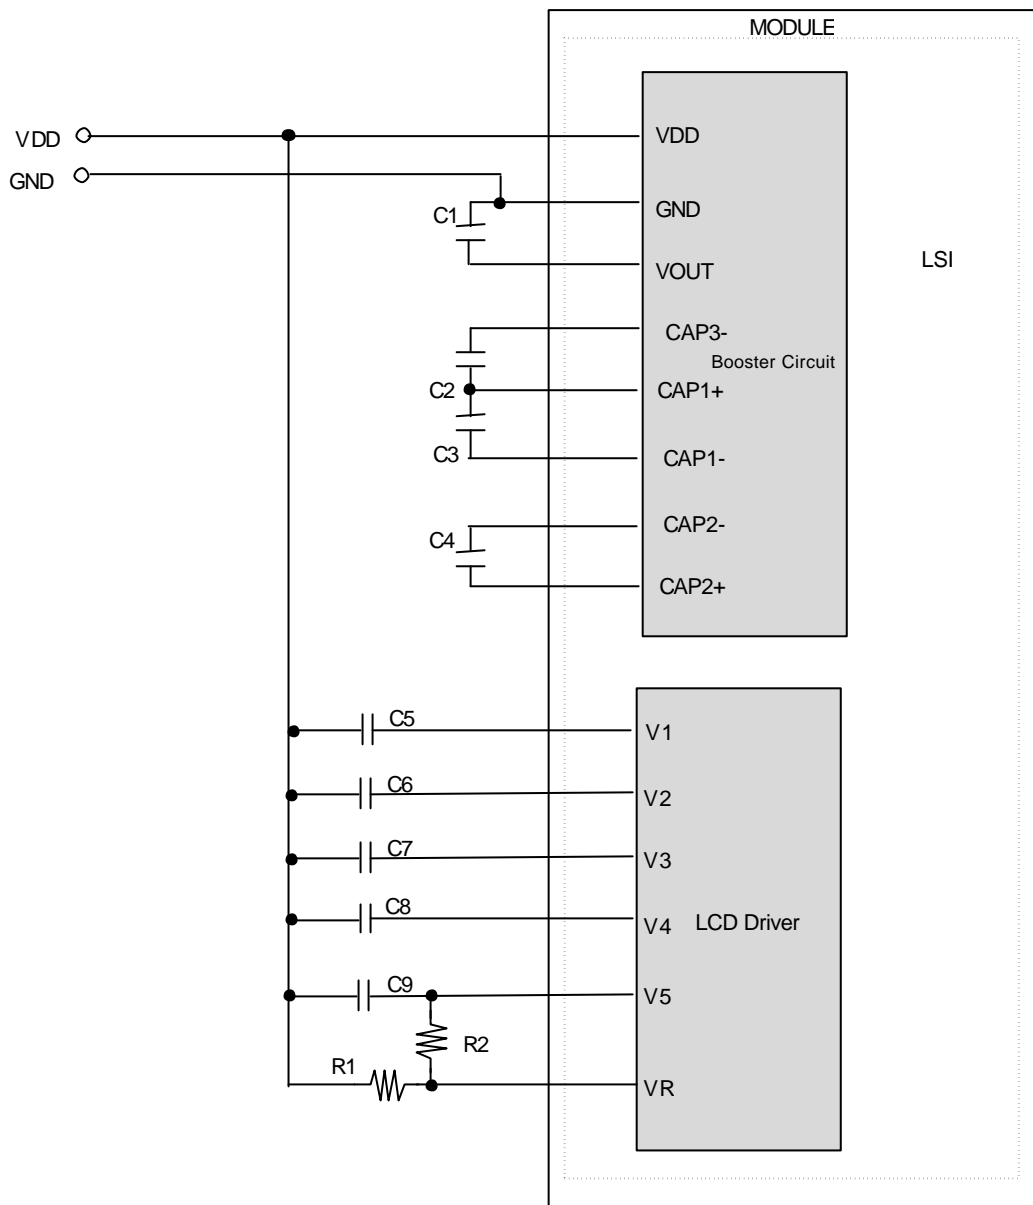 MODULE
VDD
VDD
GND
C1
GND
VOUT
LSI
CAP3-
Booster Circuit
C2
CAP1+
C3
CAP1-
C4
CAP2-
CAP2+
C5
V1
C6
V2
C7
V3
C8
V4
LCD Driver
C9
V5
R2
R1
VR